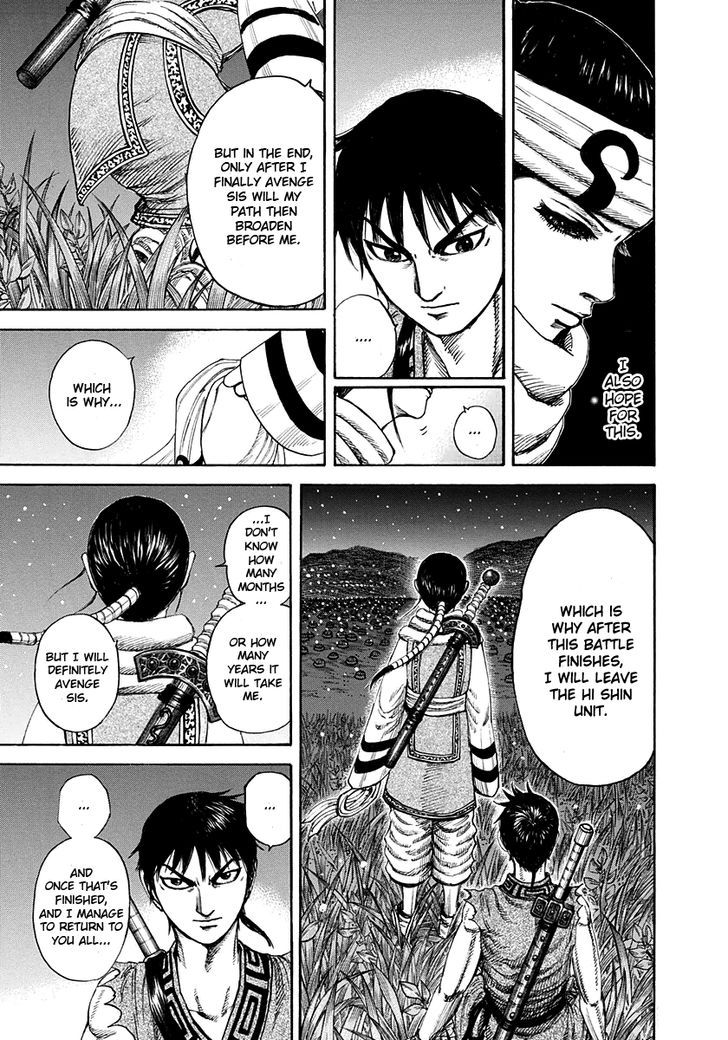 I
ALSO
HOPE
FOR
THIS.
....
...
BUT IN THE END,
ONLY AFTER I
FINALLY AVENGE
SIS WILL MY
PATH THEN
BROADEN
BEFORE ME.
WHICH
IS WHY...
WHICH IS
WHY AFTER
THIS BATTLE
FINISHES,
I WILL LEAVE
THE HI SHIN
UNIT.
...I
DON'T
KNOW
HOW
MANY
MONTHS
...
OR HOW
MANY
YEARS IT
WILL TAKE
ME.
BUT I WILL
DEFINITELY
AVENGE
SIS.
...
...
AND
ONCE THAT'S
FINISHED,
AND I MANAGE
TO RETURN TO
YOU ALL...